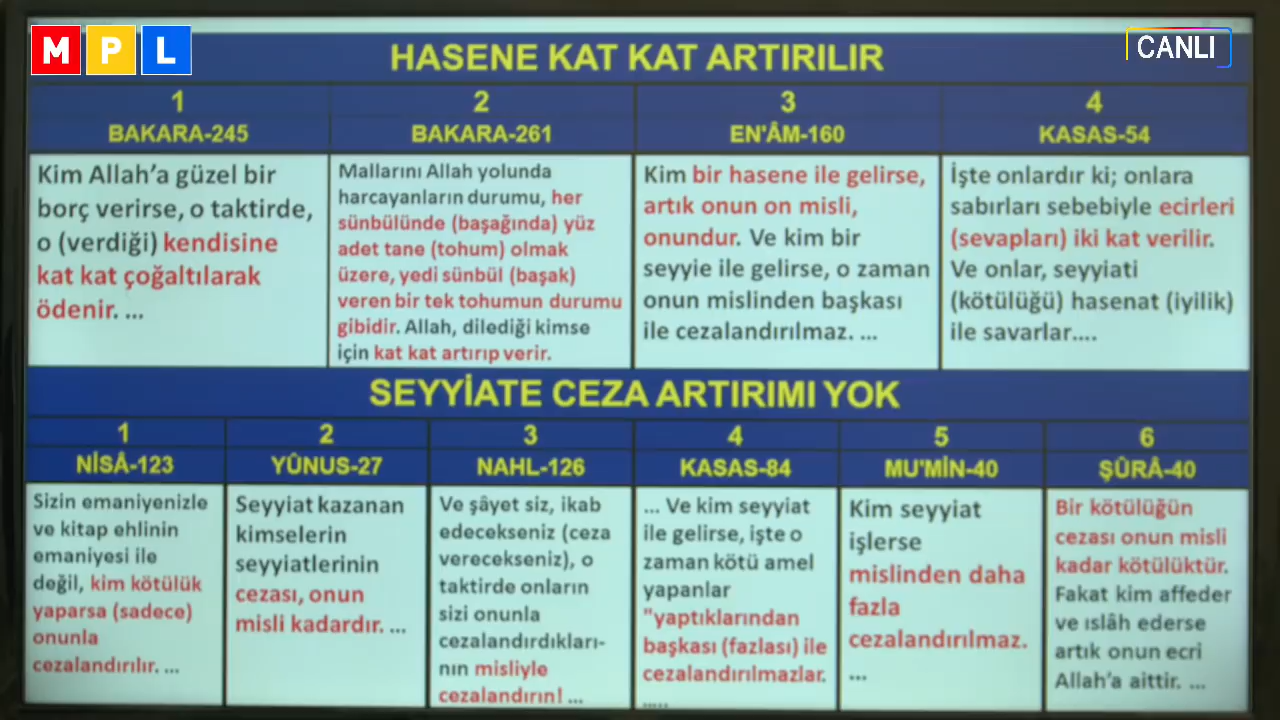 MPL
CANLI
HASENE KAT KAT ARTIRILIR
1
BAKARA-245
Kim Allah'a güzel bir
borç verirse, o taktirde,
o (verdiği) kendisine
kat kat çoğaltılarak
ödenir. ...
2
BAKARA-261
Mallarını Allah yolunda
harcayanların durumu, her
sünbülünde (başağında) yüz
adet tane (tohum) olmak
üzere, yedi sünbül (başak)
veren bir tek tohumun durumu
gibidir. Allah, dilediği kimse
için kat kat artırıp verir.
3
EN'ÂM-160
Kim bir hasene ile gelirse,
artık onun on misli,
onundur. Ve kim bir
seyyie ile gelirse, o zaman
onun mislinden başkası
ile cezalandırılmaz. ...
4
KASAS-54
İşte onlardır ki; onlara
sabırları sebebiyle ecirleri
(sevapları) iki kat verilir.
Ve onlar, seyyiati
(kötülüğü) hasenat (iyilik)
ile savarlar....
SEYYİATE CEZA ARTIRIMI YOK
1
NİSÂ-123
Sizin emaniyenizle
ve kitap ehlinin
emaniyesi ile
değil, kim kötülük
yaparsa (sadece)
onunla
cezalandırılır. ...
2
YÛNUS-27
Seyyiat kazanan
kimselerin
seyyiatlerinin
cezası, onun
misli kadardır. ...
3
NAHL-126
Ve şâyet siz, ikab
edecekseniz (ceza
verecekseniz), o
taktirde onların
sizi onunla
cezalandırdıkları-
nın misliyle
cezalandırın! ...
4
KASAS-84
... Ve kim seyyiat
ile gelirse, işte o
zaman kötü amel
yapanlar
"yaptıklarından
başkası (fazlası) ile
cezalandırılmazlar.
.....
5
MU'MİN-40
Kim seyyiat
işlerse
mislinden daha
fazla
cezalandırılmaz.
...
6
ŞÛRÂ-40
Bir kötülüğün
cezası onun misli
kadar kötülüktür.
Fakat kim affeder
ve ıslâh ederse
artık onun ecri
Allah'a aittir. ...